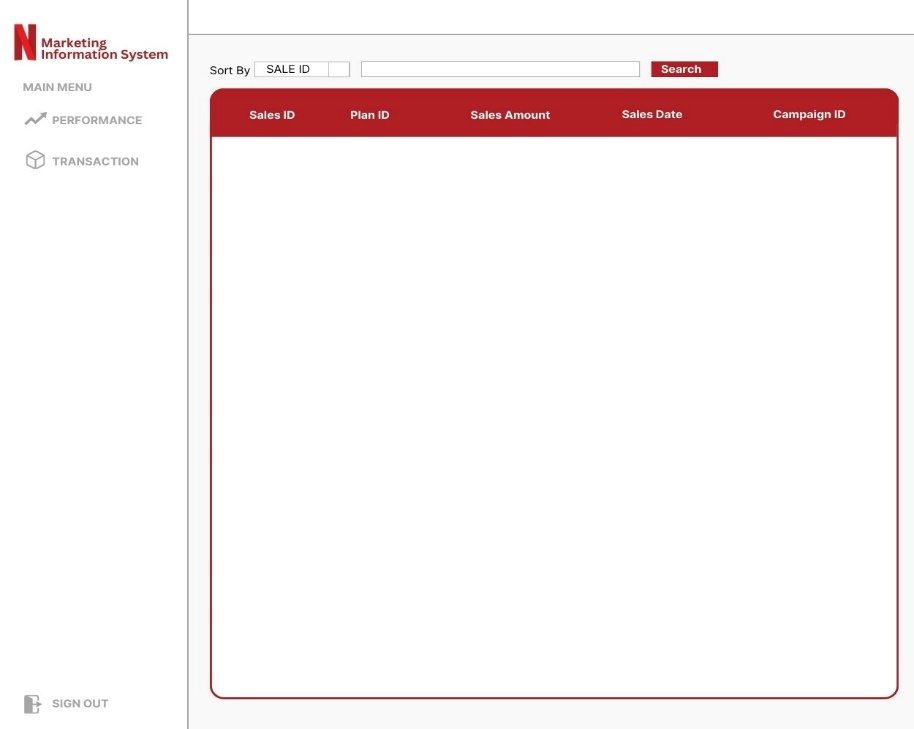 Marketing
Information System
MAIN MENU
PERFORMANCE
TRANSACTION
SIGN OUT
Sort By SALE ID Search
Sales ID Plan ID Sales Amount Sales Date Campaign ID